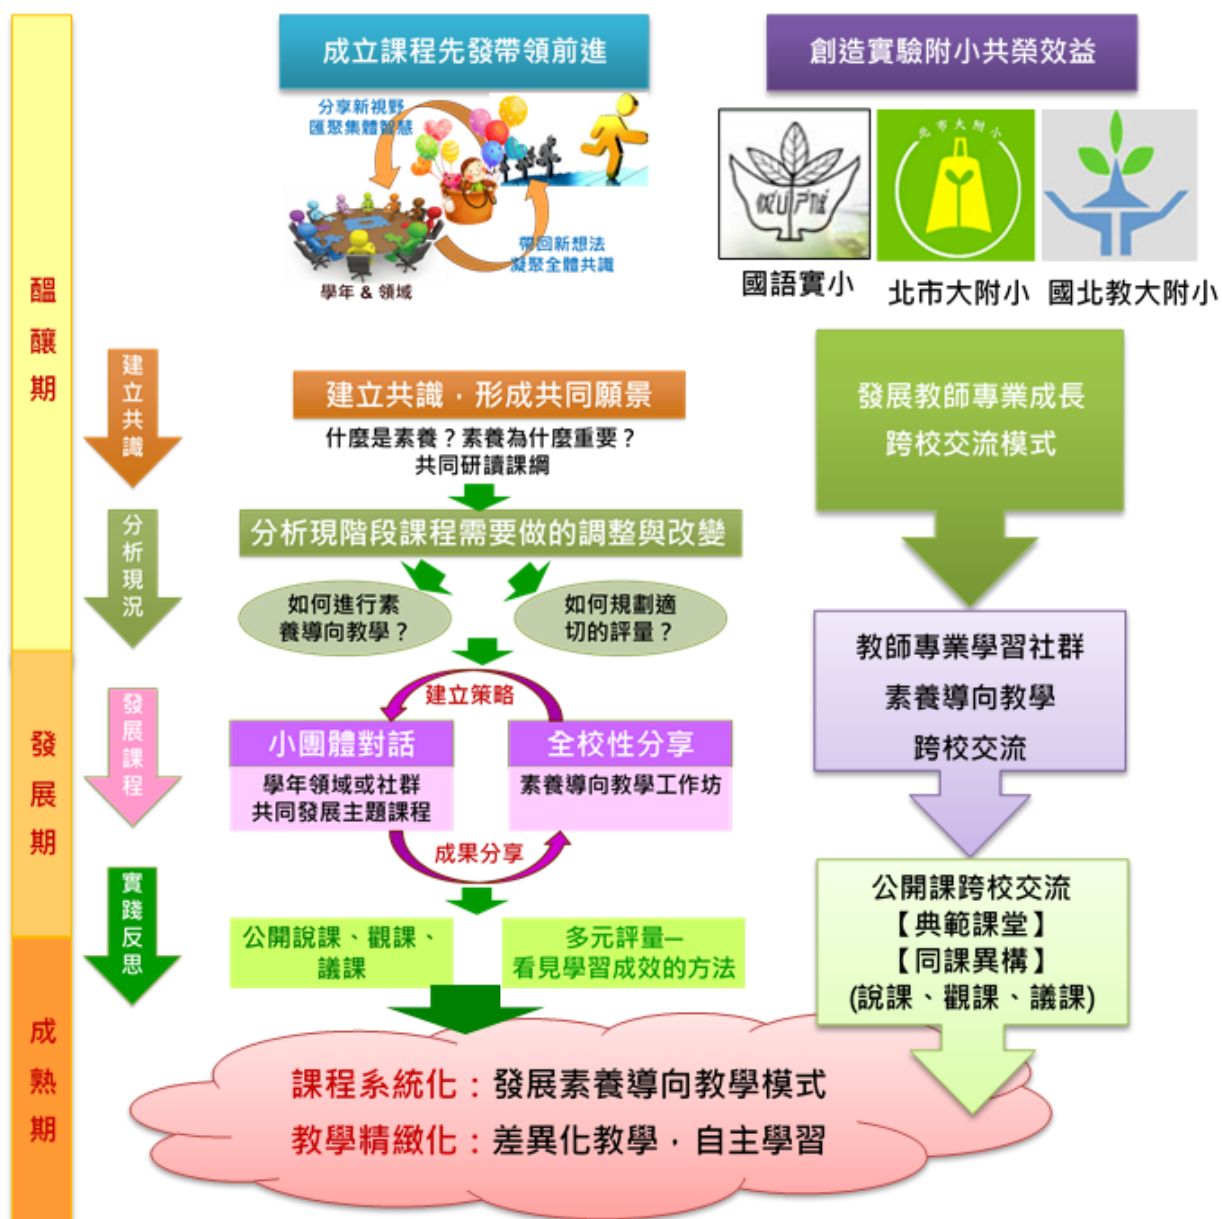 成立課程先發帶領前進
創造實驗附小共榮效益
分享新視野
匯聚集體智慧
帶回新想法
凝聚全體共識
學年 & 領域
北市大附小
國語實小
北市大附小
國北教大附小
醞釀期
建立共識
建立共識，形成共同願景
什麼是素養？素養為什麼重要？
共同研讀課綱
發展教師專業成長
跨校交流模式
分析現況
分析現階段課程需要做的調整與改變
如何進行素
養導向教學？
如何規劃適
切的評量？
教師專業學習社群
素養導向教學
跨校交流
發展期
發展課程
建立策略
小團體對話
學年領域或社群
共同發展主題課程
全校性分享
素養導向教學工作坊
成果分享
實踐反思
公開說課、觀課、
議課
多元評量—
看見學習成效的方法
公開課跨校交流
【典範課堂】
【同課異構】
(說課、觀課、議課)
成熟期
課程系統化：發展素養導向教學模式
教學精緻化：差異化教學，自主學習